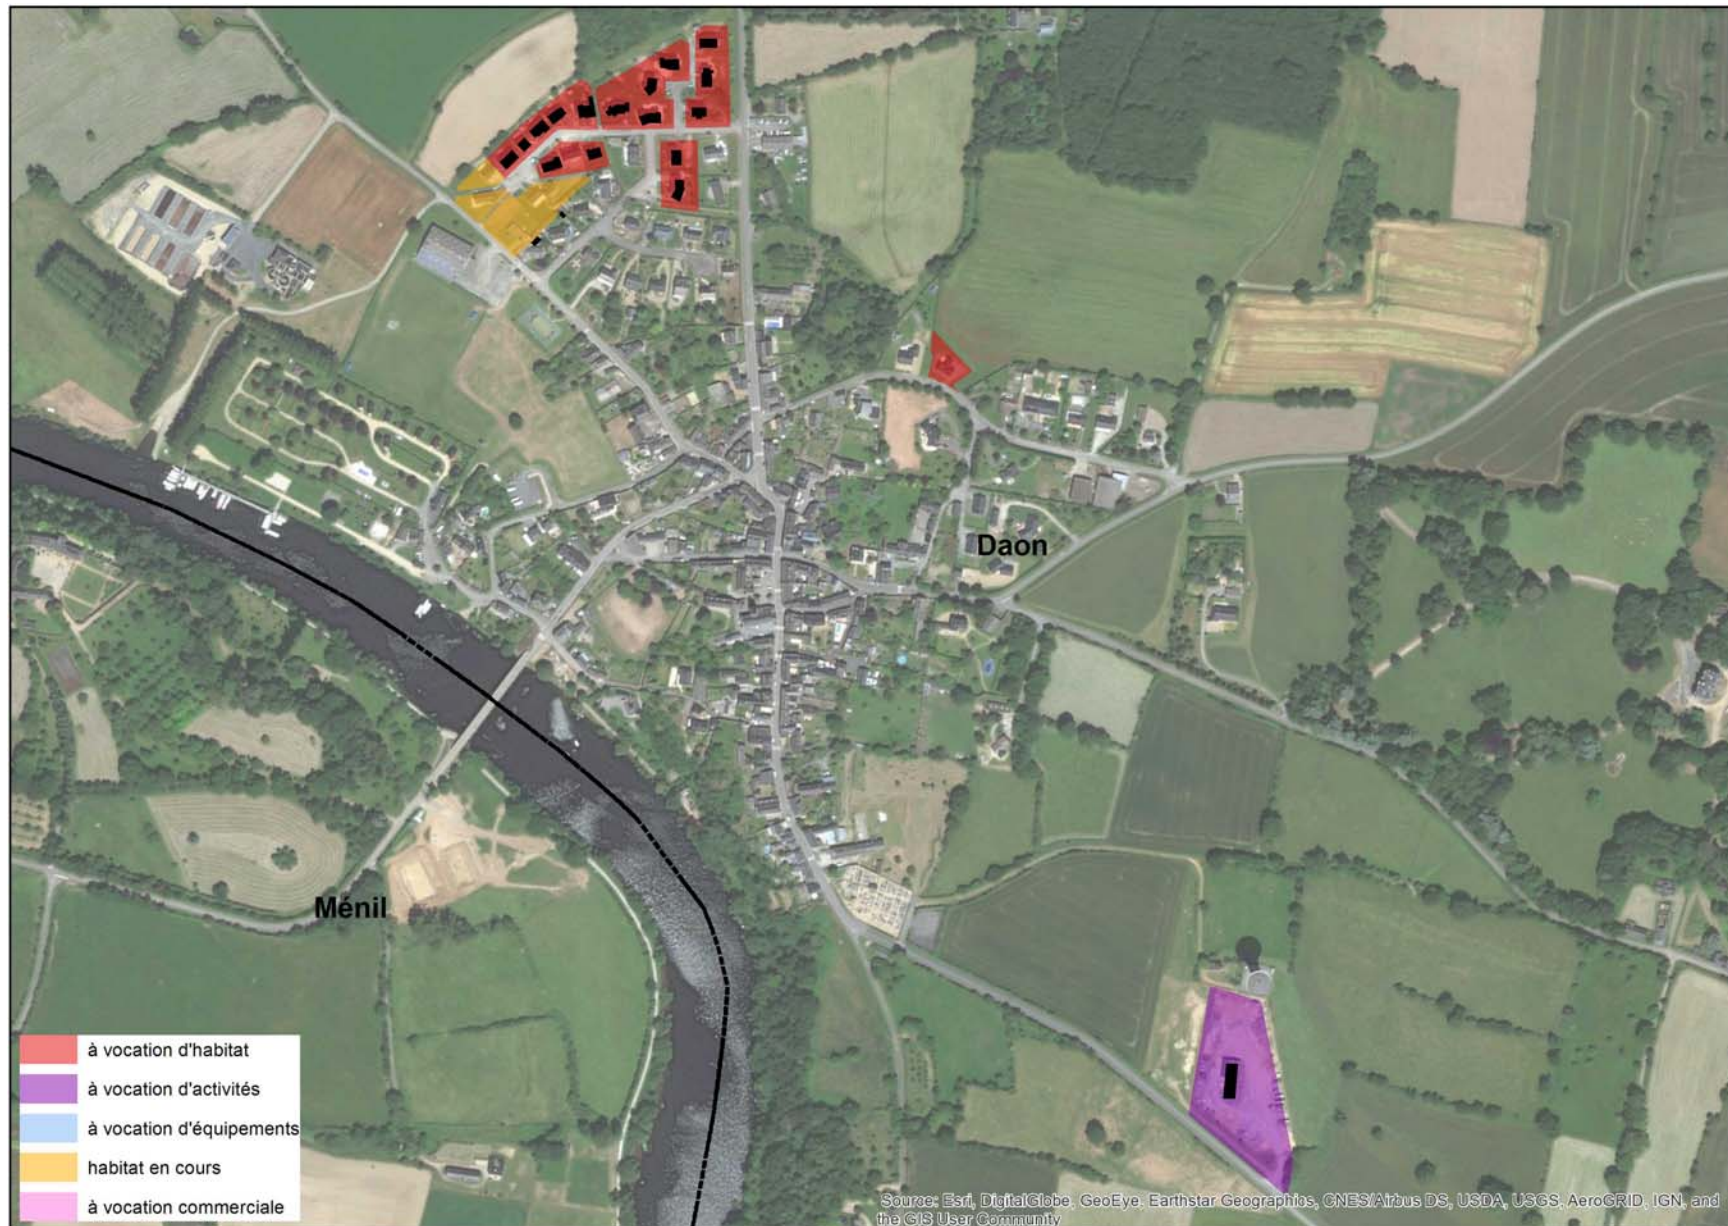 Daon
Ménil
à vocation d'habitat
à vocation d'activités
à vocation d'équipements
habitat en cours
à vocation commerciale
Source: Esri, DigitalGlobe, GeoEye, Earthstar Geographics, CNES/Airbus DS, USDA, USGS, AeroGRID, IGN, and
the GIS User Community